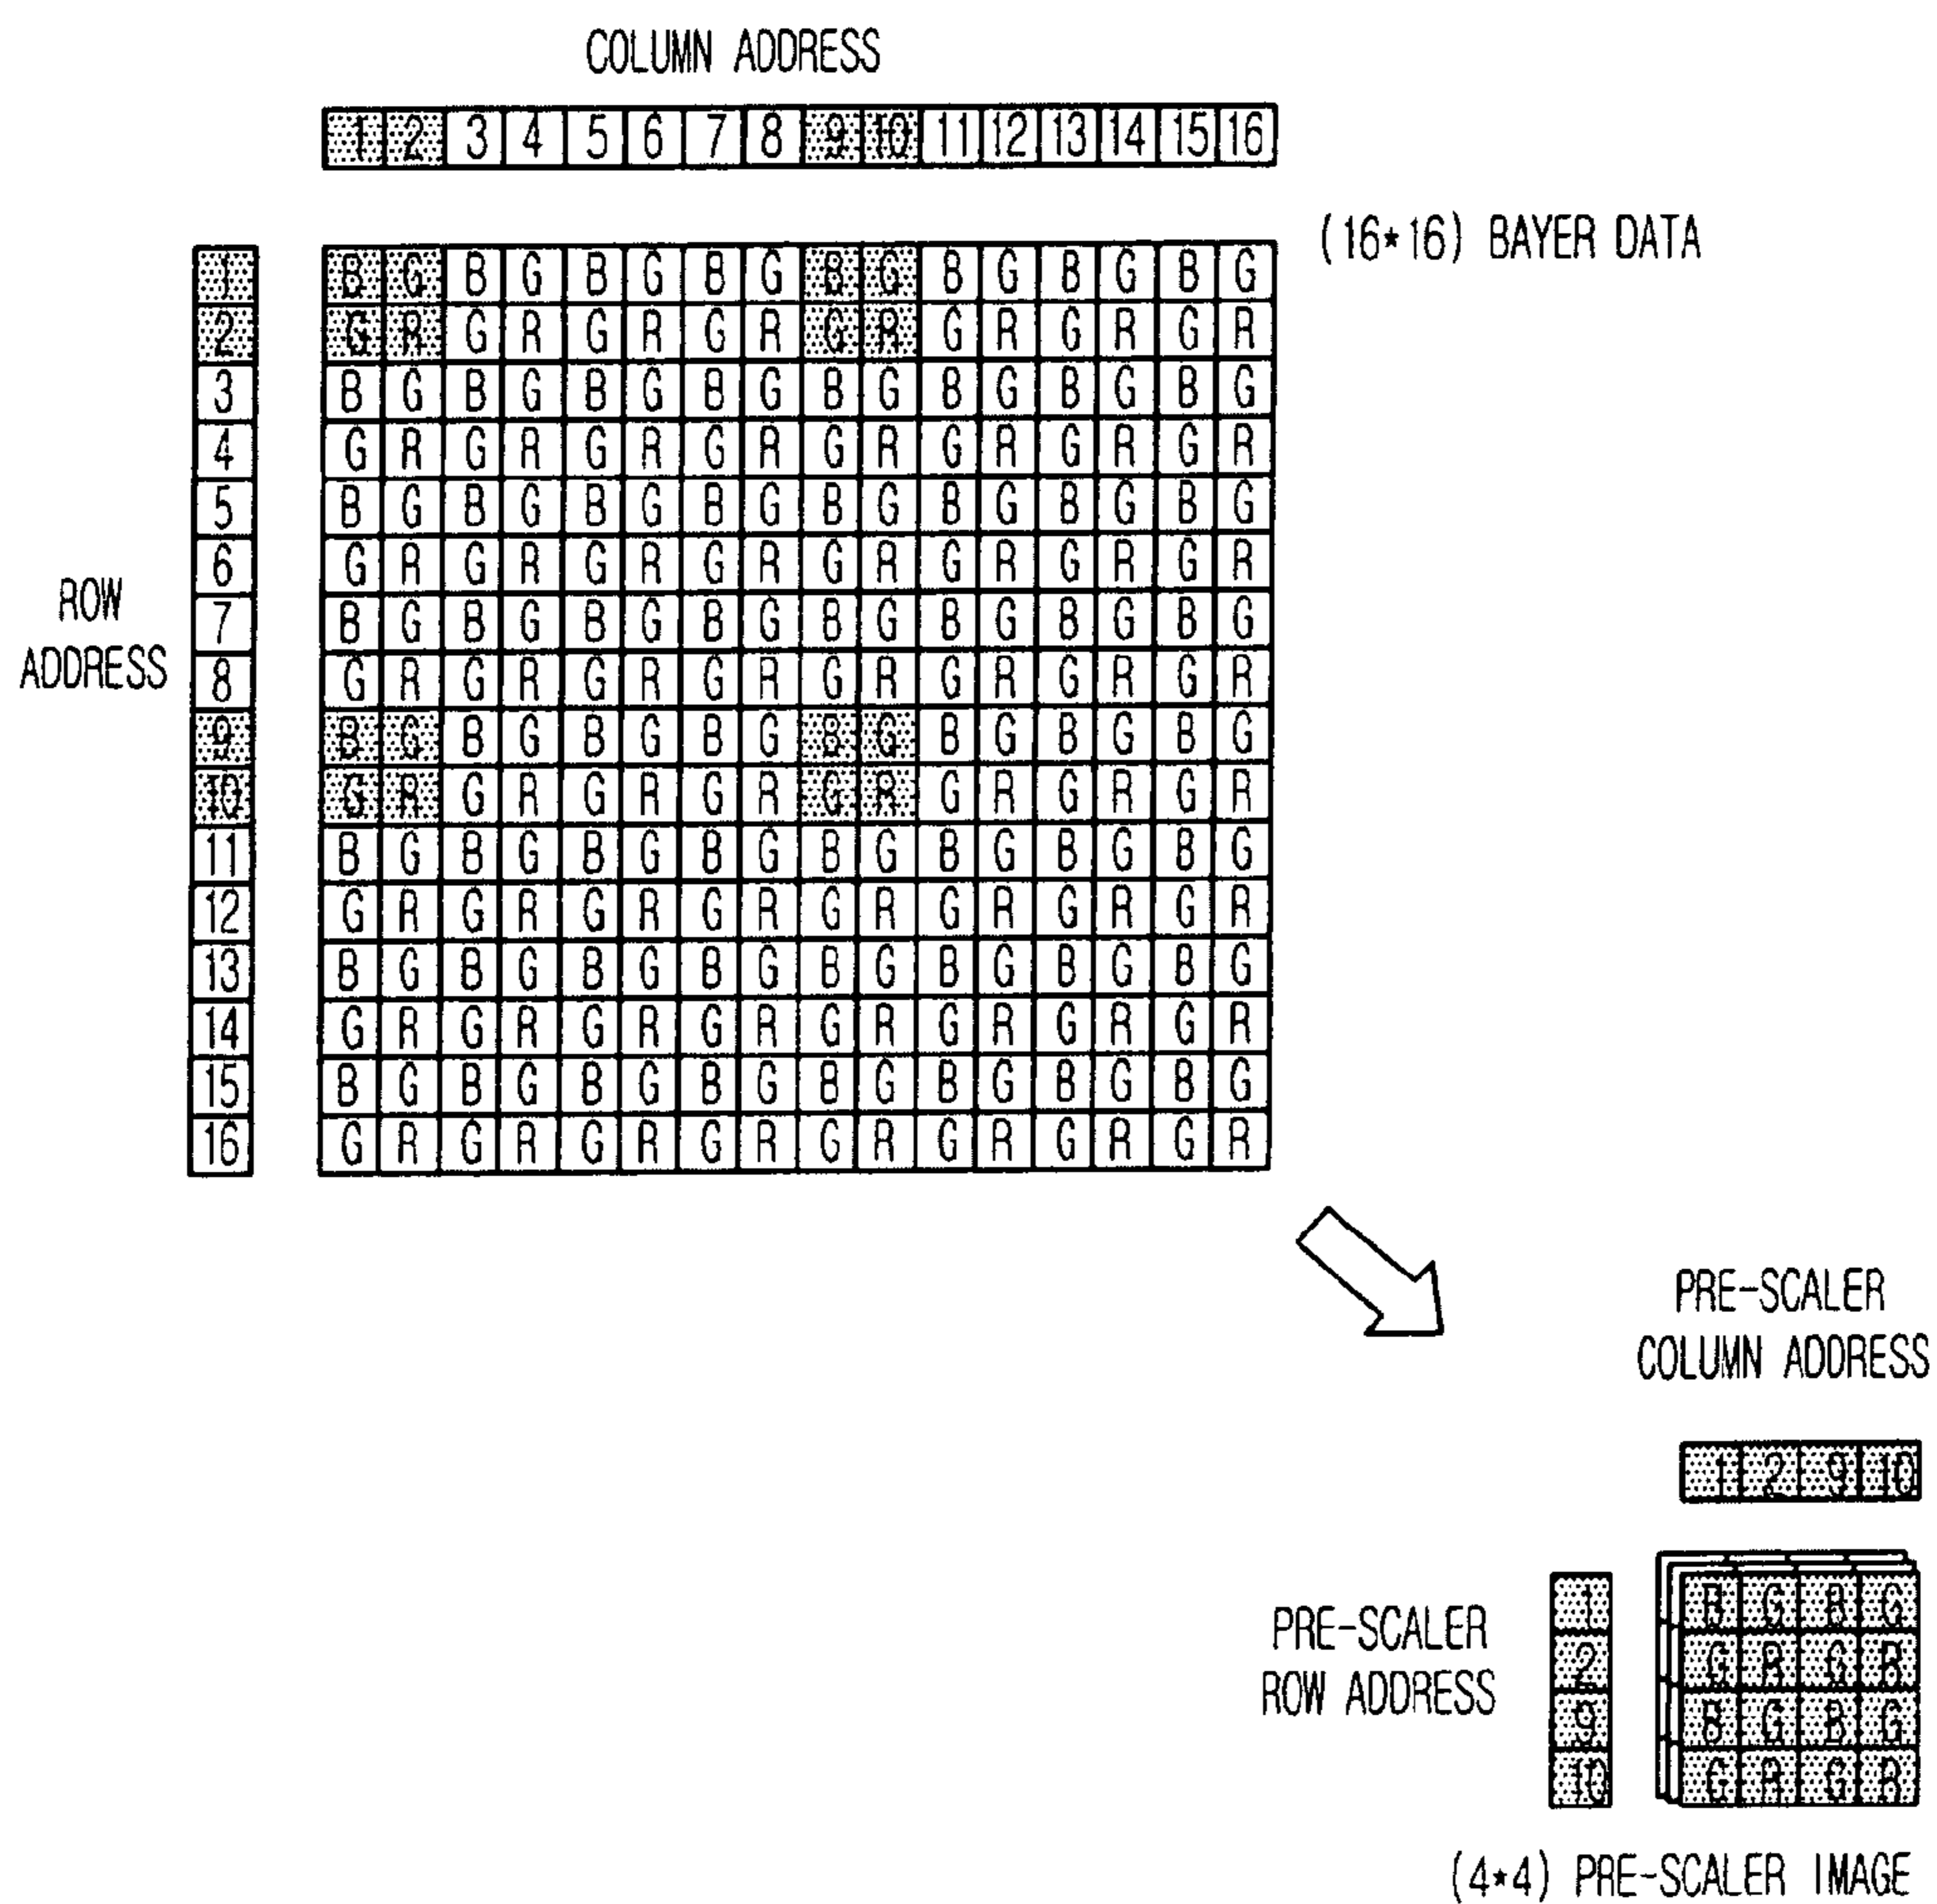 COLUMN ADDRESS
1 2 3 4 5 6 7 8 9 10 11 12 13 14 15 16
(16*16) BAYER DATA
1 B G B G B G B G B G B G B G B G
2 G R G R G R G R G R G R G R G R
3 B G B G B G B G B G B G B G B G
4 G R G R G R G R G R G R G R G R
5 B G B G B G B G B G B G B G B G
6 G R G R G R G R G R G R G R G R
7 B G B G B G B G B G B G B G B G
8 G R G R G R G R G R G R G R G R
9 B G B G B G B G B G B G B G B G
10 G R G R G R G R G R G R G R G R
11 B G B G B G B G B G B G B G B G
12 G R G R G R G R G R G R G R G R
13 B G B G B G B G B G B G B G B G
14 G R G R G R G R G R G R G R G R
15 B G B G B G B G B G B G B G B G
16 G R G R G R G R G R G R G R G R
ROW
ADDRESS
PRE-SCALER
COLUMN ADDRESS
1 2 9 10
PRE-SCALER
ROW ADDRESS
1 B G B G
2 G R G R
9 B G B G
10 G R G R
(4*4) PRE-SCALER IMAGE